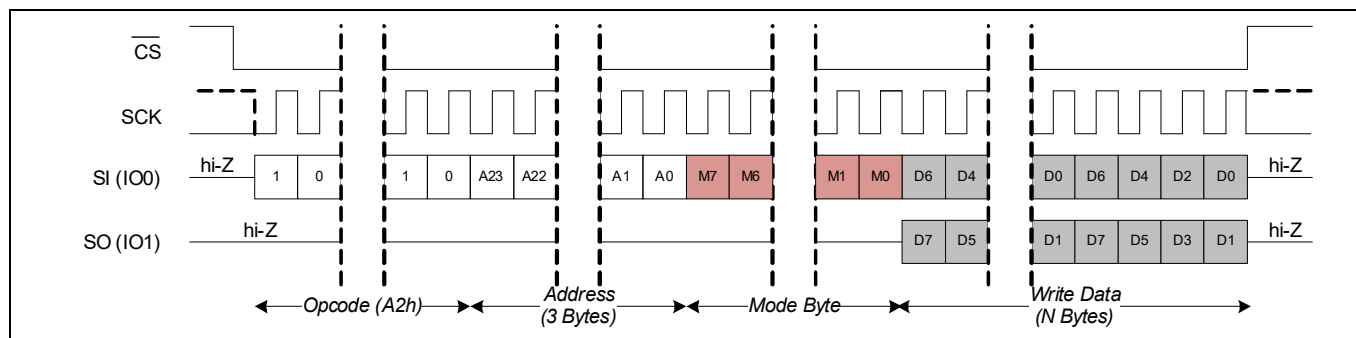 CS
SCK
SI (IO0) hi-Z 1 0 1 0 A23 A22 A1 A0 M7 M6 M1 M0 D6 D4 D0 D6 D4 D2 D0 hi-Z
SO (IO1) hi-Z D7 D5 D1 D7 D5 D3 D1 hi-Z
Opcode (A2h) Address (3 Bytes) Mode Byte Write Data (N Bytes)